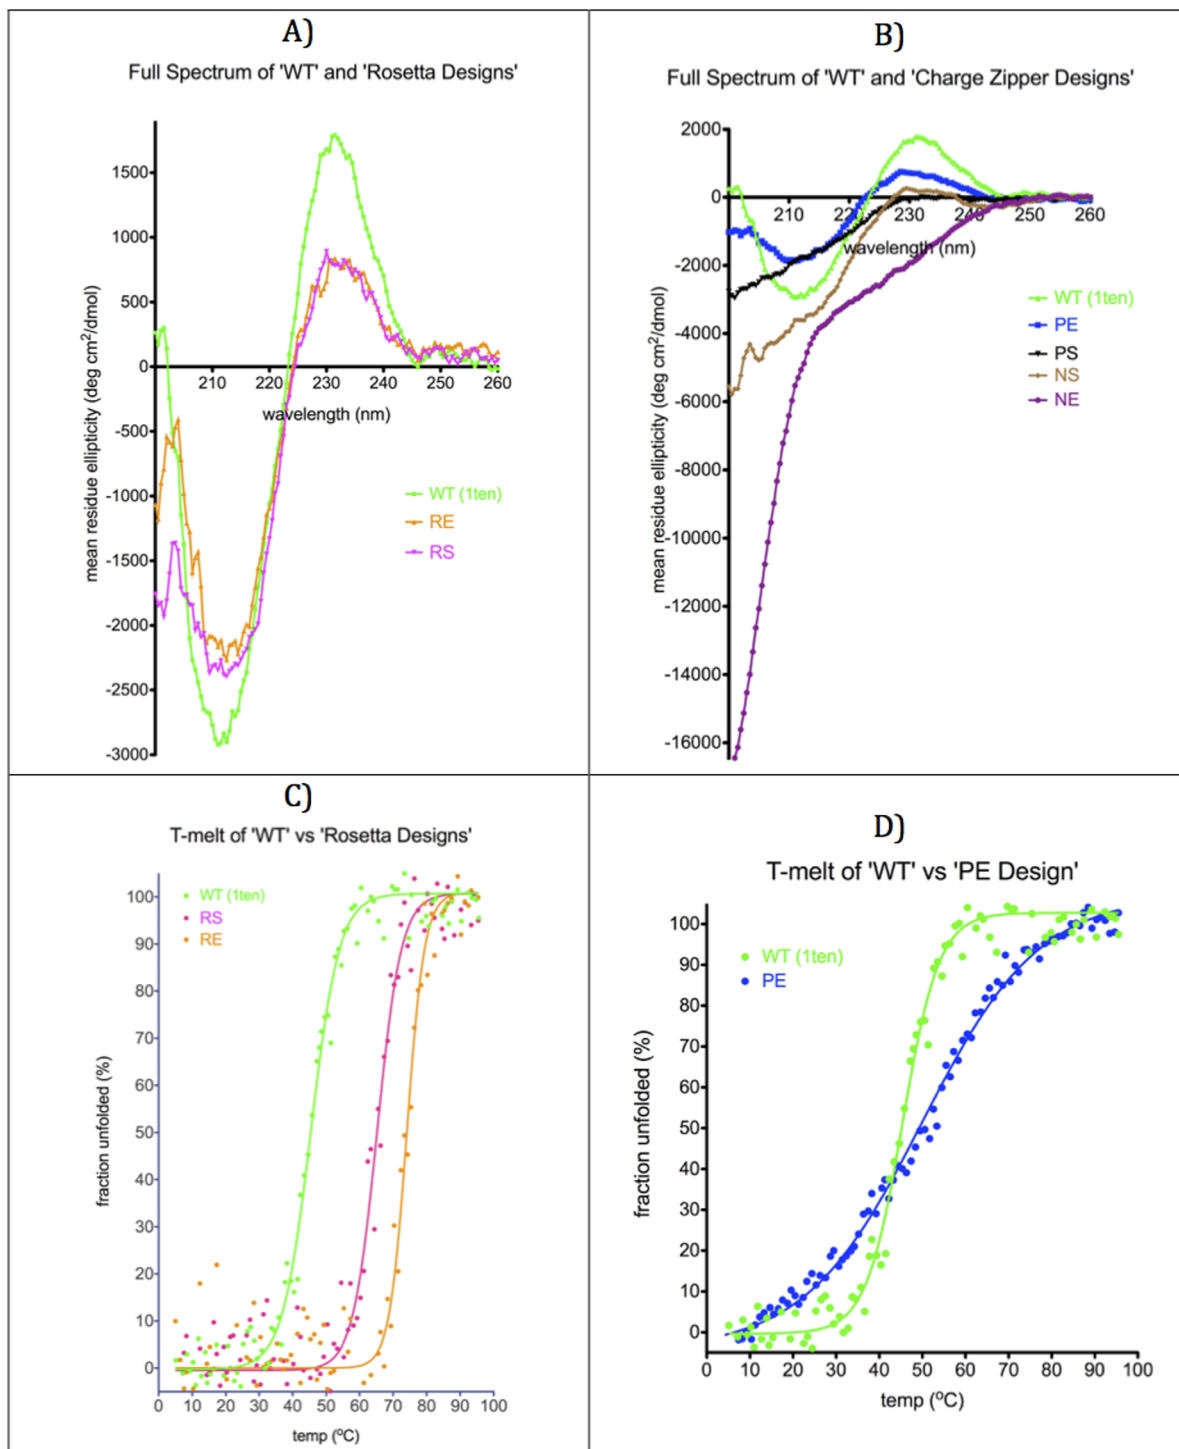 A)
Full Spectrum of 'WT' and 'Rosetta Designs'
mean residue ellipticity (deg cm2/dmol)
1500
1000
500
0
-500
-1000
-1500
-2000
-2500
-3000
210
220
230
240
250
260
wavelength (nm)
WT (1ten)
RE
RS
B)
Full Spectrum of 'WT' and 'Charge Zipper Designs'
mean residue ellipticity (deg cm2/dmol)
2000
0
-2000
-4000
-6000
-8000
-10000
-12000
-14000
-16000
210
220
230
240
250
260
wavelength (nm)
WT (1ten)
PE
PS
NS
NE
C)
T-melt of 'WT' vs 'Rosetta Designs'
WT (1ten)
RS
RE
fraction unfolded (%)
100
90
80
70
60
50
40
30
20
10
0
0 10 20 30 40 50 60 70 80 90 100
temp (oC)
D)
T-melt of 'WT' vs 'PE Design'
WT (1ten)
PE
fraction unfolded (%)
100
90
80
70
60
50
40
30
20
10
0
0 10 20 30 40 50 60 70 80 90 100
temp (oC)